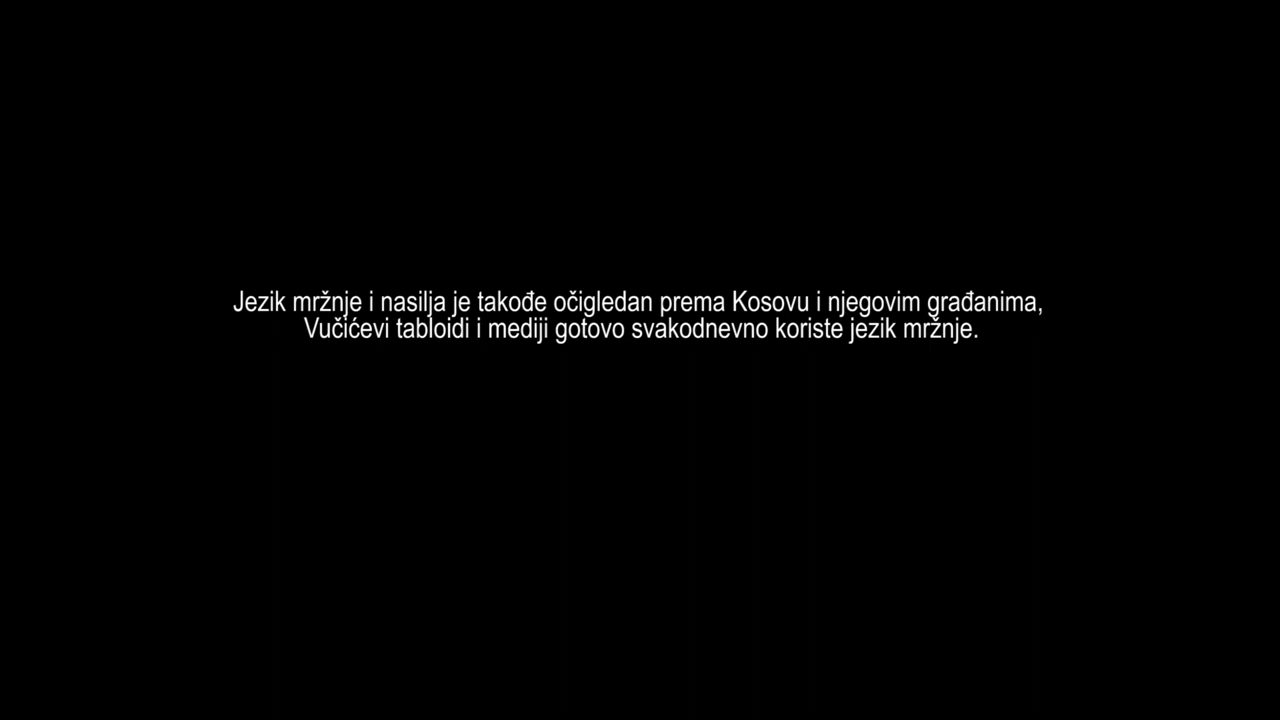 Jezik mržnje i nasilja je takođe očigledan prema Kosovu i njegovim građanima,
Vučićevi tabloidi i mediji gotovo svakodnevno koriste jezik mržnje.